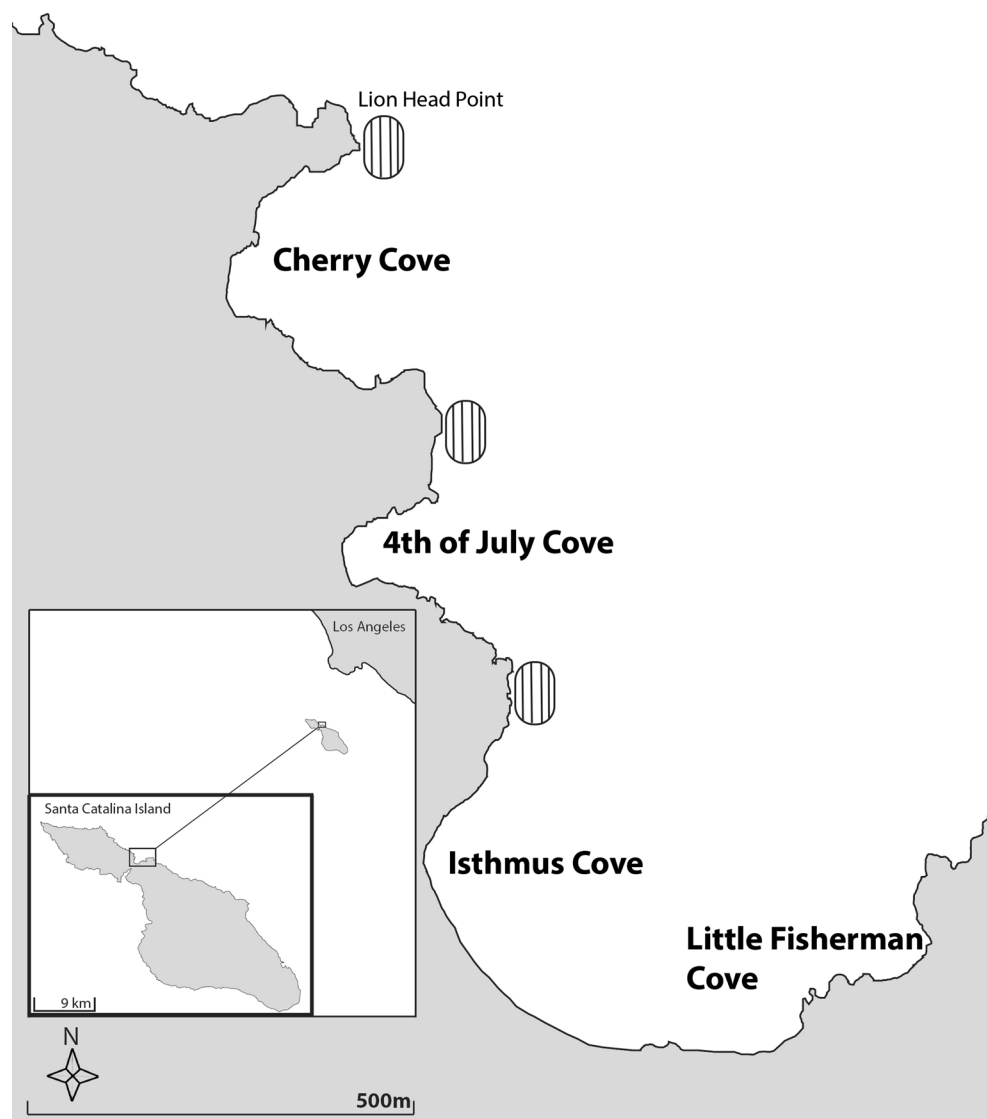 Lion Head Point
Cherry Cove
4th of July Cove
Los Angeles
Santa Catalina Island
Isthmus Cove
Little Fisherman
Cove
9 km
N
500m